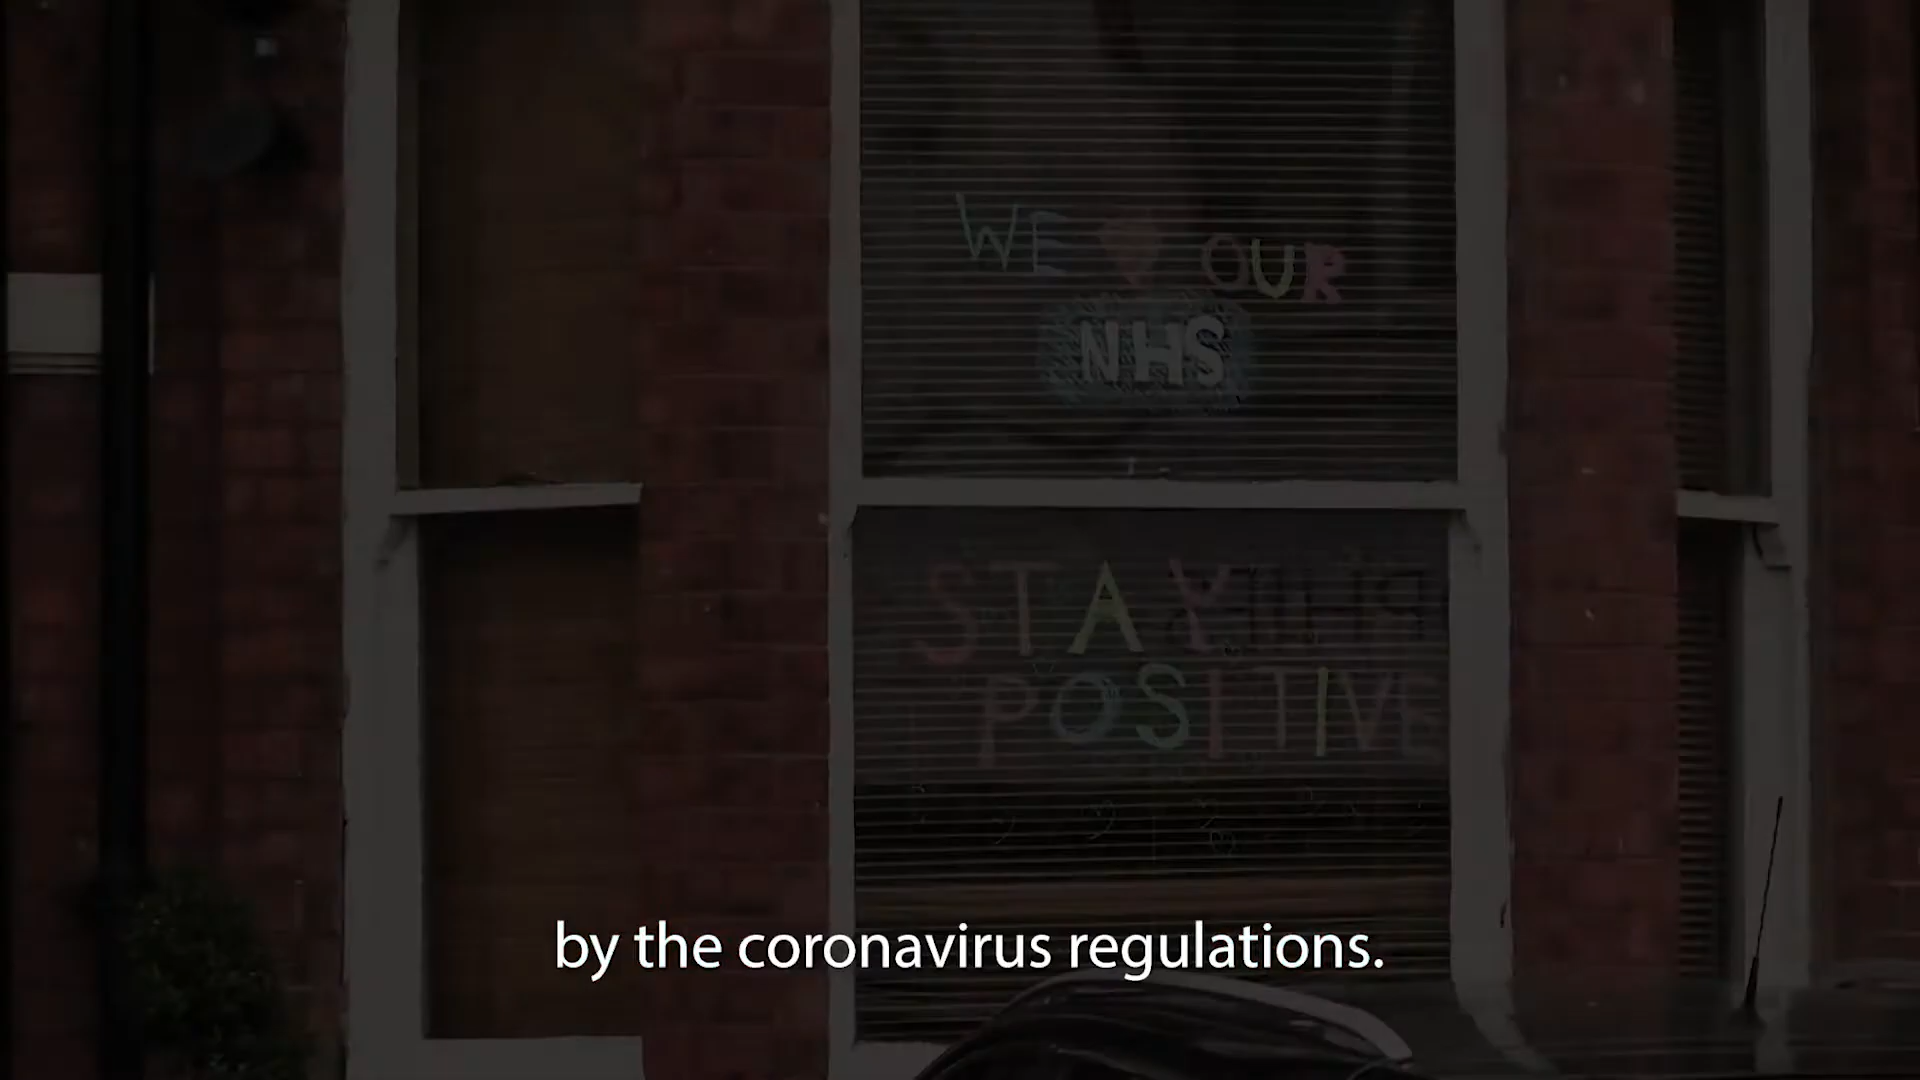 WE OUR
NHS
STAY
POSITIVE
by the coronavirus regulations.